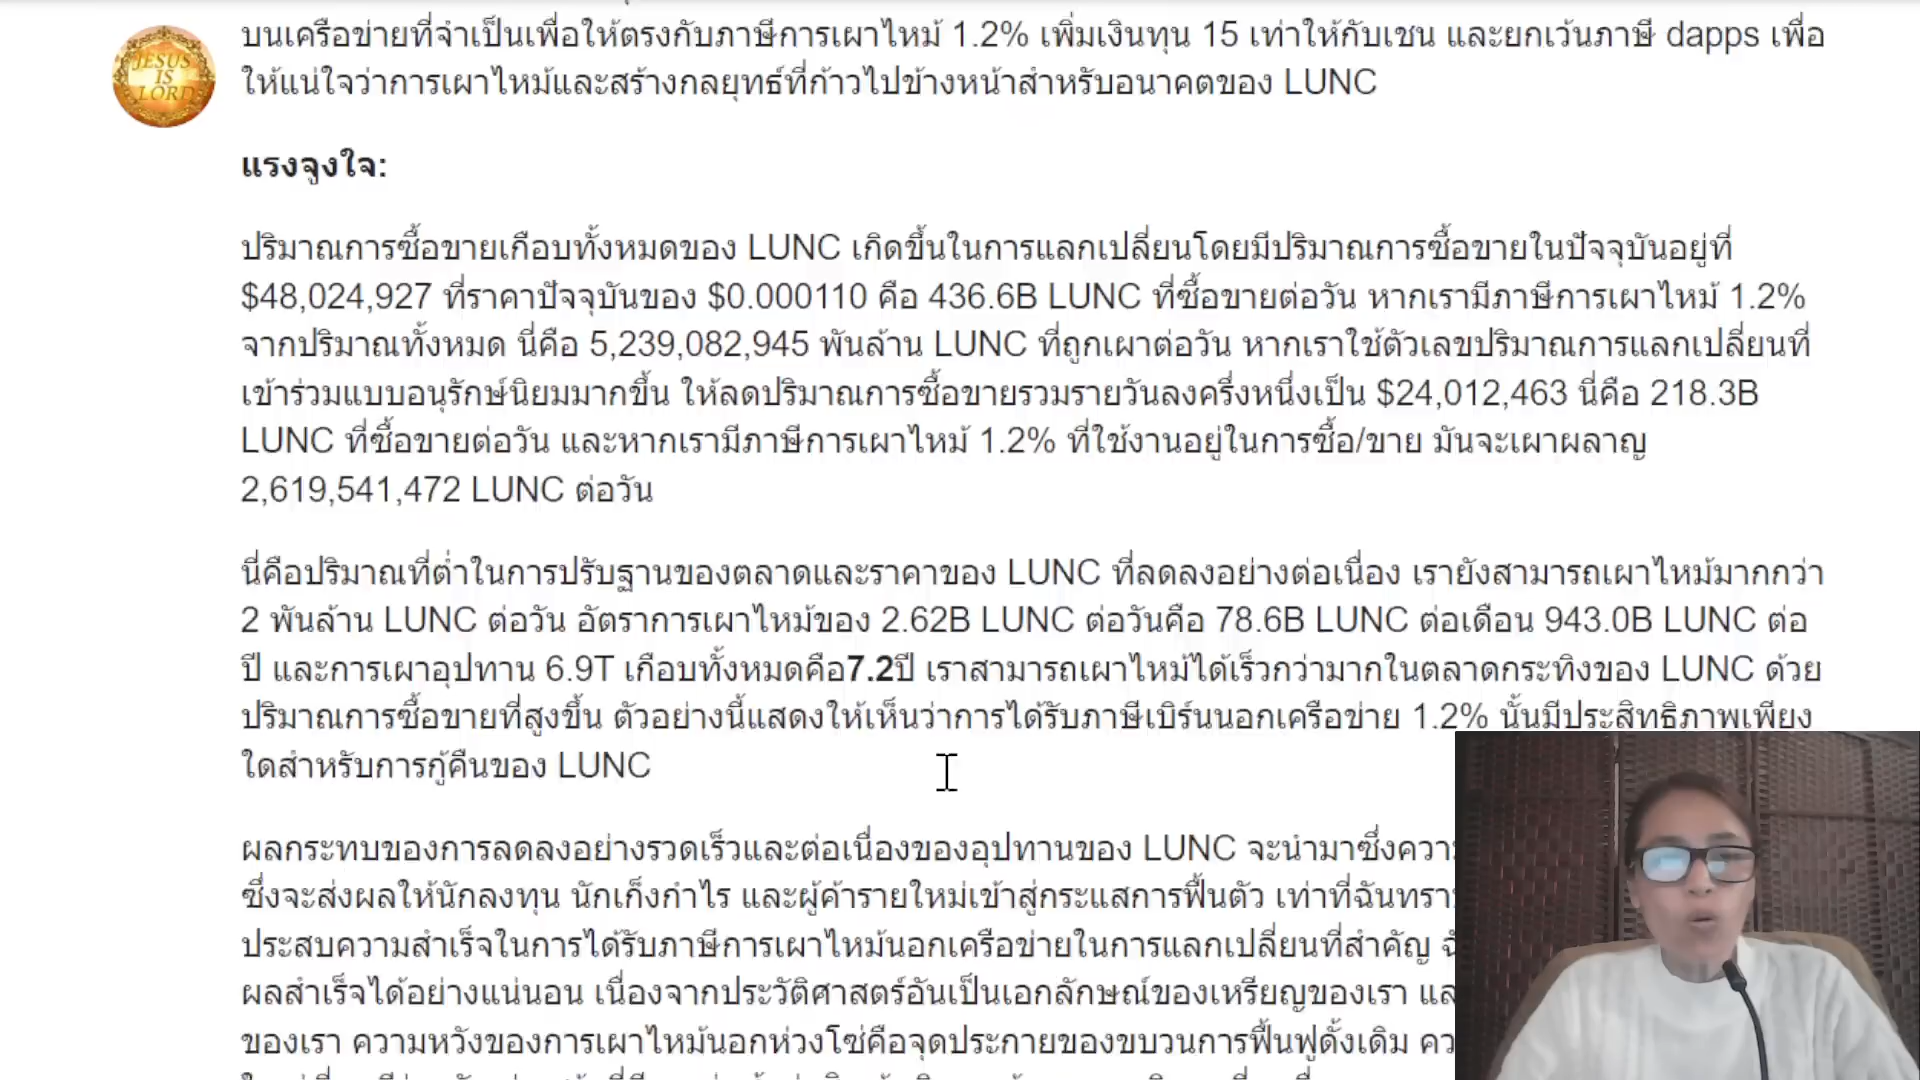 JESUS
IS
LORD
บนเครือข่ายที่จำเป็นเพื่อให้ตรงกับภาษีการเผาไหม้ 1.2% เพิ่มเงินทุน 15 เท่าให้กับเชน และยกเว้นภาษี dapps เพื่อ
ให้แน่ใจว่าการเผาไหม้และสร้างกลยุทธ์ที่ก้าวไปข้างหน้าสำหรับอนาคตของ LUNC
แรงจูงใจ:
ปริมาณการซื้อขายเกือบทั้งหมดของ LUNC เกิดขึ้นในการแลกเปลี่ยนโดยมีปริมาณการซื้อขายในปัจจุบันอยู่ที่
$48,024,927 ที่ราคาปัจจุบันของ $0.000110 คือ 436.6B LUNC ที่ซื้อขายต่อวัน หากเรามีภาษีการเผาไหม้ 1.2%
จากปริมาณทั้งหมด นี่คือ 5,239,082,945 พันล้าน LUNC ที่ถูกเผาต่อวัน หากเราใช้ตัวเลขปริมาณการแลกเปลี่ยนที่
เข้าร่วมแบบอนุรักษ์นิยมมากขึ้น ให้ลดปริมาณการซื้อขายรวมรายวันลงครึ่งหนึ่งเป็น $24,012,463 นี่คือ 218.3B
LUNC ที่ซื้อขายต่อวัน และหากเรามีภาษีการเผาไหม้ 1.2% ที่ใช้งานอยู่ในการซื้อ/ขาย มันจะเผาผลาญ
2,619,541,472 LUNC ต่อวัน
นี่คือปริมาณที่ต่ำในการปรับฐานของตลาดและราคาของ LUNC ที่ลดลงอย่างต่อเนื่อง เรายังสามารถเผาไหม้มากกว่า
2 พันล้าน LUNC ต่อวัน อัตราการเผาไหม้ของ 2.62B LUNC ต่อวันคือ 78.6B LUNC ต่อเดือน 943.0B LUNC ต่อ
ปี และการเผาอุปทาน 6.9T เกือบทั้งหมดคือ7.2ปี เราสามารถเผาไหม้ได้เร็วกว่ามากในตลาดกระทิงของ LUNC ด้วย
ปริมาณการซื้อขายที่สูงขึ้น ตัวอย่างนี้แสดงให้เห็นว่าการได้รับภาษีเบิร์นนอกเครือข่าย 1.2% นั้นมีประสิทธิภาพเพียง
ใดสำหรับการกู้คืนของ LUNC
ผลกระทบของการลดลงอย่างรวดเร็วและต่อเนื่องของอุปทานของ LUNC จะนำมาซึ่ง
ซึ่งจะส่งผลให้นักลงทุน นักเก็งกำไร และผู้ค้ารายใหม่เข้าสู่กระแสการฟื้นตัว เท่าที่ฉัน
ประสบความสำเร็จในการได้รับภาษีการเผาไหม้นอกเครือข่ายในการแลกเปลี่ยนที่สำคัญ
ผลสำเร็จได้อย่างแน่นอน เนื่องจากประวัติศาสตร์อันเป็นเอกลักษณ์ของเหรียญของเรา
ของเรา ความหวังของการเผาไหม้นอกห่วงโซ่คือจุดประกายของขบวนการฟื้นฟูดั้งเดิม